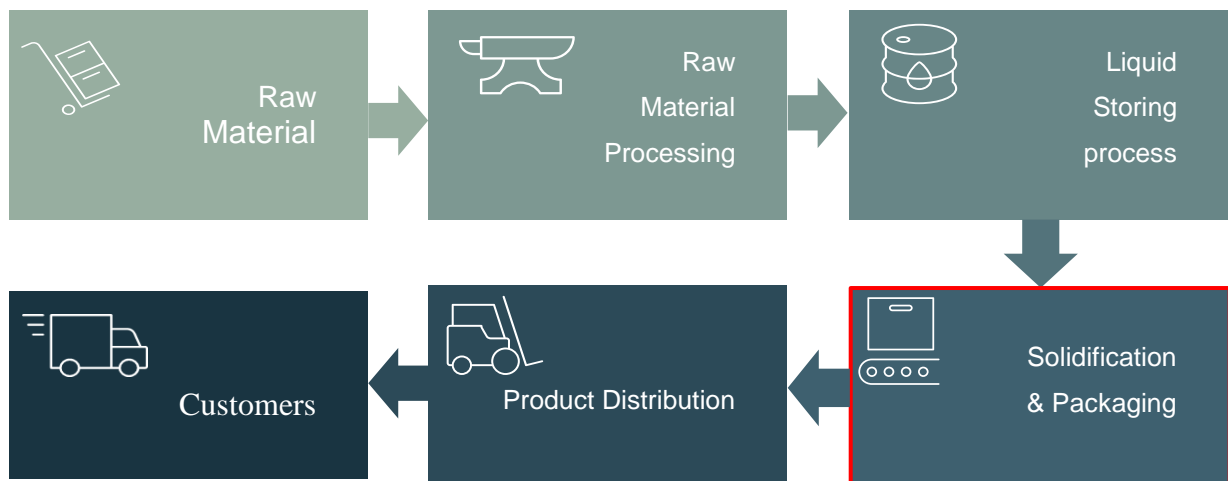 Raw
Material
Raw
Material
Processing
Liquid
Storing
process
Solidification
& Packaging
Product Distribution
Customers